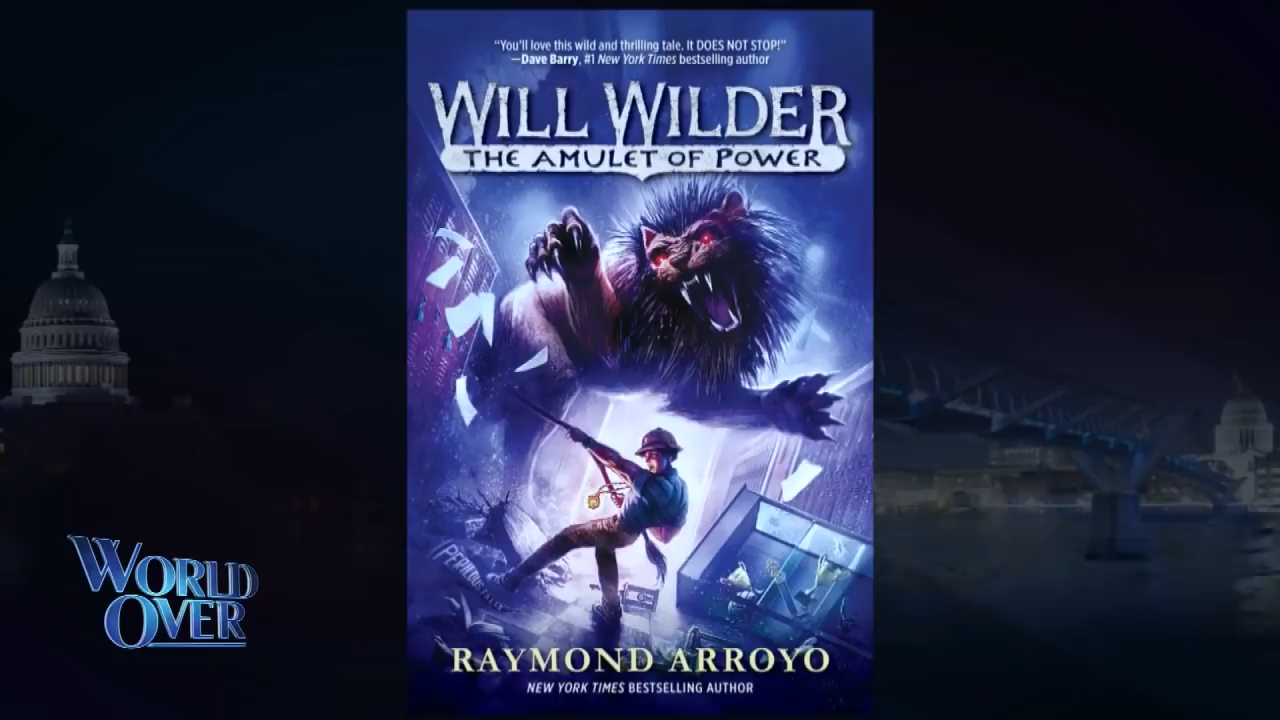 “You'll love this wild and thrilling tale. It DOES NOT STOP!”
—Dave Barry, #1 New York Times bestselling author
WILL WILDER
THE AMULET OF POWER
WORLD
OVER
RAYMOND ARROYO
NEW YORK TIMES BESTSELLING AUTHOR